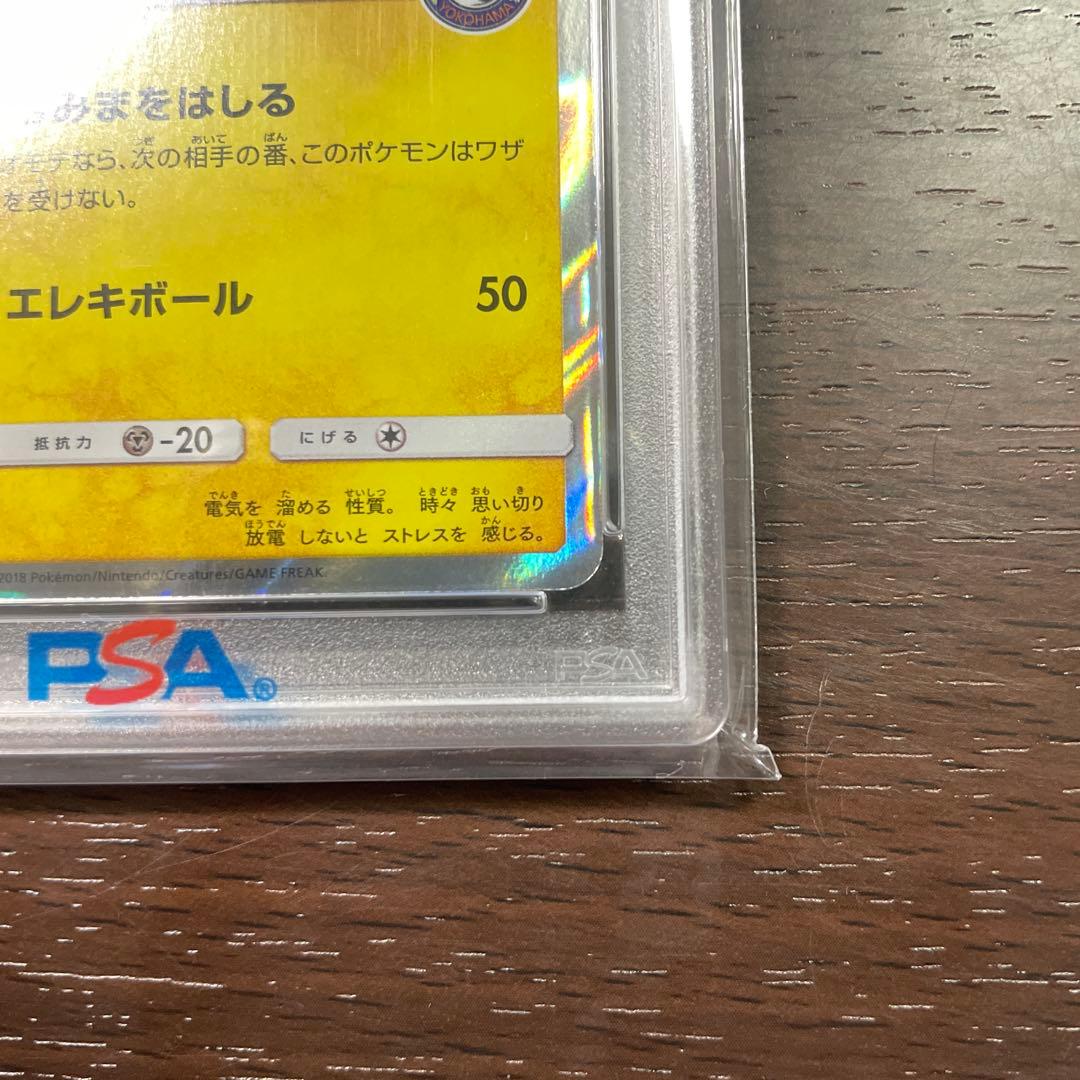 YOKOHAMA
みまをはしる
オモテなら、次の相手の番、このポケモンはワザ
を受けない。
エレキボール 50
抵抗力 -20 にげる
電気を 溜める 性質。 時々 思い切り
放電 しないと ストレスを 感じる。
2018 Pokémon/Nintendo/Creatures/GAME FREAK.
PSA®
PSA